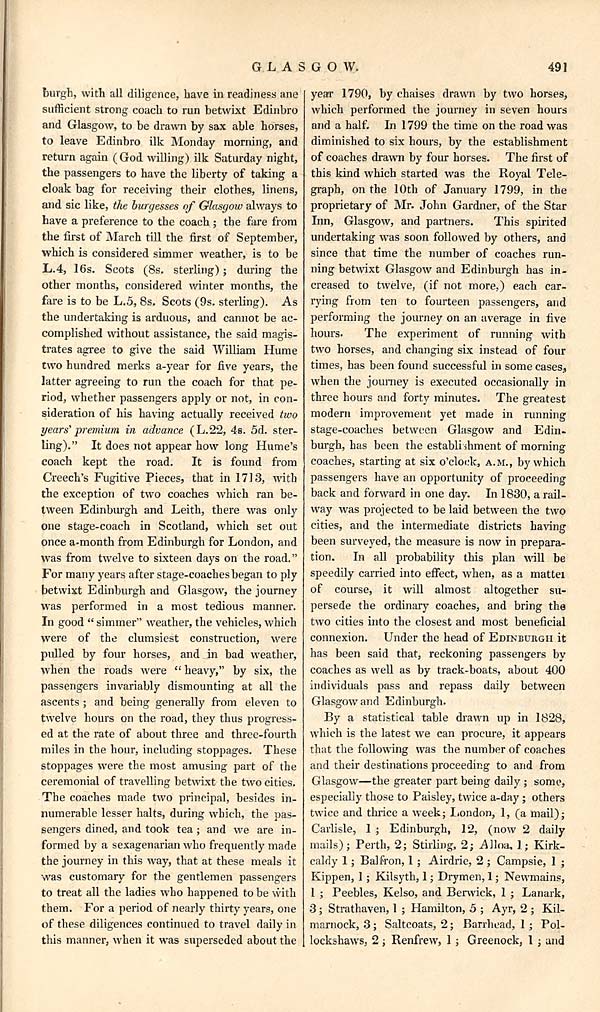 GLASGOW.
491
burgh, with all diligence, have in readiness ane
sufficient strong coach to run betwixt Edinbro
and Glasgow, to be drawn by sax able horses,
to leave Edinbro ilk Monday morning, and
return again (God willing) ilk Saturday night,
the passengers to have the liberty of taking a
cloak bag for receiving their clothes, linens,
and sic like, the burgesses of Glasgow always to
have a preference to the coach; the fare from
the first of March till the first of September,
which is considered simmer weather, is to be
L.4, 16s. Scots (8s. sterling); during the
other months, considered winter months, the
fare is to be L.5, 8s. Scots (9s. sterling). As
the undertaking is arduous, and cannot be ac-
complished without assistance, the said magis-
trates agree to give the said William Hume
two hundred merks a-year for five years, the
latter agreeing to run the coach for that pe-
riod, whether passengers apply or not, in con-
sideration of his having actually received two
years' premium in advance (L.22, 4s. 5d. ster-
ling)." It does not appear how long Hume's
coach kept the road. It is found from
Creech's Fugitive Pieces, that in 1713, with
the exception of two coaches which ran be-
tween Edinburgh and Leith, there was only
one stage-coach in Scotland, which set out
once a-month from Edinburgh for London, and
was from twelve to sixteen days on the road."
For many years after stage-coaches began to ply
betwixt Edinburgh and Glasgow, the journey
was performed in a most tedious manner.
In good "simmer" weather, the vehicles, which
were of the clumsiest construction, were
pulled by four horses, and in bad weather,
when the roads were "heavy," by six, the
passengers invariably dismounting at all the
ascents; and being generally from eleven to
twelve hours on the road, they thus progress-
ed at the rate of about three and three-fourth
miles in the hour, including stoppages. These
stoppages were the most amusing part of the
ceremonial of travelling betwixt the two cities.
The coaches made two principal, besides in-
numerable lesser halts, during which, the pas-
sengers dined, and took tea; and we are in-
formed by a sexagenarian who frequently made
the journey in this way, that at these meals it
was customary for the gentlemen passengers
to treat all the ladies who happened to be with
them. For a period of nearly thirty years, one
of these diligences continued to travel daily in
this manner, when it was superseded about the
year 1790, by chaises drawn by two horses,
which performed the journey in seven hours
and a half. In 1799 the time on the road was
diminished to six hours, by the establishment
of coaches drawn by four horses. The first of
this kind which started was the Royal Tele-
graph, on the 10th of January 1799, in the
proprietary of Mr. John Gardner, of the Star
Inn, Glasgow, and partners. This spirited
undertaking was soon followed by others, and
since that time the number of coaches run-
ning betwixt Glasgow and Edinburgh has in-
creased to twelve, (if not more,) each car-
rying from ten to fourteen passengers, and
performing the journey on an average in five
hours. The experiment of running with
two horses, and changing six instead of four
times, has been found successful in some cases,
when the journey is executed occasionally in
three hours and forty minutes. The greatest
modern improvement yet made in running
stage-coaches between Glasgow and Edin-
burgh, has been the establishment of morning
coaches, starting at six o'clock, A.M., by which
passengers have an opportunity of proceeding
back and forward in one day. In 1830, a rail-
way was projected to be laid between the two
cities, and the intermediate districts having
been surveyed, the measure is now in prepara-
tion. In all probability this plan will be
speedily carried into effect, when, as a matter
of course, it will almost altogether su-
persede the ordinary coaches, and bring the
two cities into the closest and most beneficial
connexion. Under the head of EDINBURGH it
has been said that, reckoning passengers by
coaches as well as by track-boats, about 400
individuals pass and repass daily between
Glasgow and Edinburgh.
By a statistical table drawn up in 1828,
which is the latest we can procure, it appears
that the following was the number of coaches
and their destinations proceeding to and from
Glasgow—the greater part being daily; some,
especially those to Paisley, twice a-day; others
twice and thrice a week; London, 1, (a mail);
Carlisle, 1; Edinburgh, 12, (now 2 daily
mails); Perth, 2; Stirling, 2; Alloa, 1; Kirk-
caldy 1; Balfron, 1; Airdrie, 2; Campsie, 1;
Kippen, 1; Kilsyth, 1; Drymen, 1; Newmains,
1; Peebles, Kelso, and Berwick, 1; Lanark,
3; Strathaven, 1; Hamilton, 5; Ayr, 2; Kil-
marnock, 3; Saltcoats, 2; Barrhead, 1; Pol-
lockshaws, 2; Renfrew, 1; Greenock, 1; and